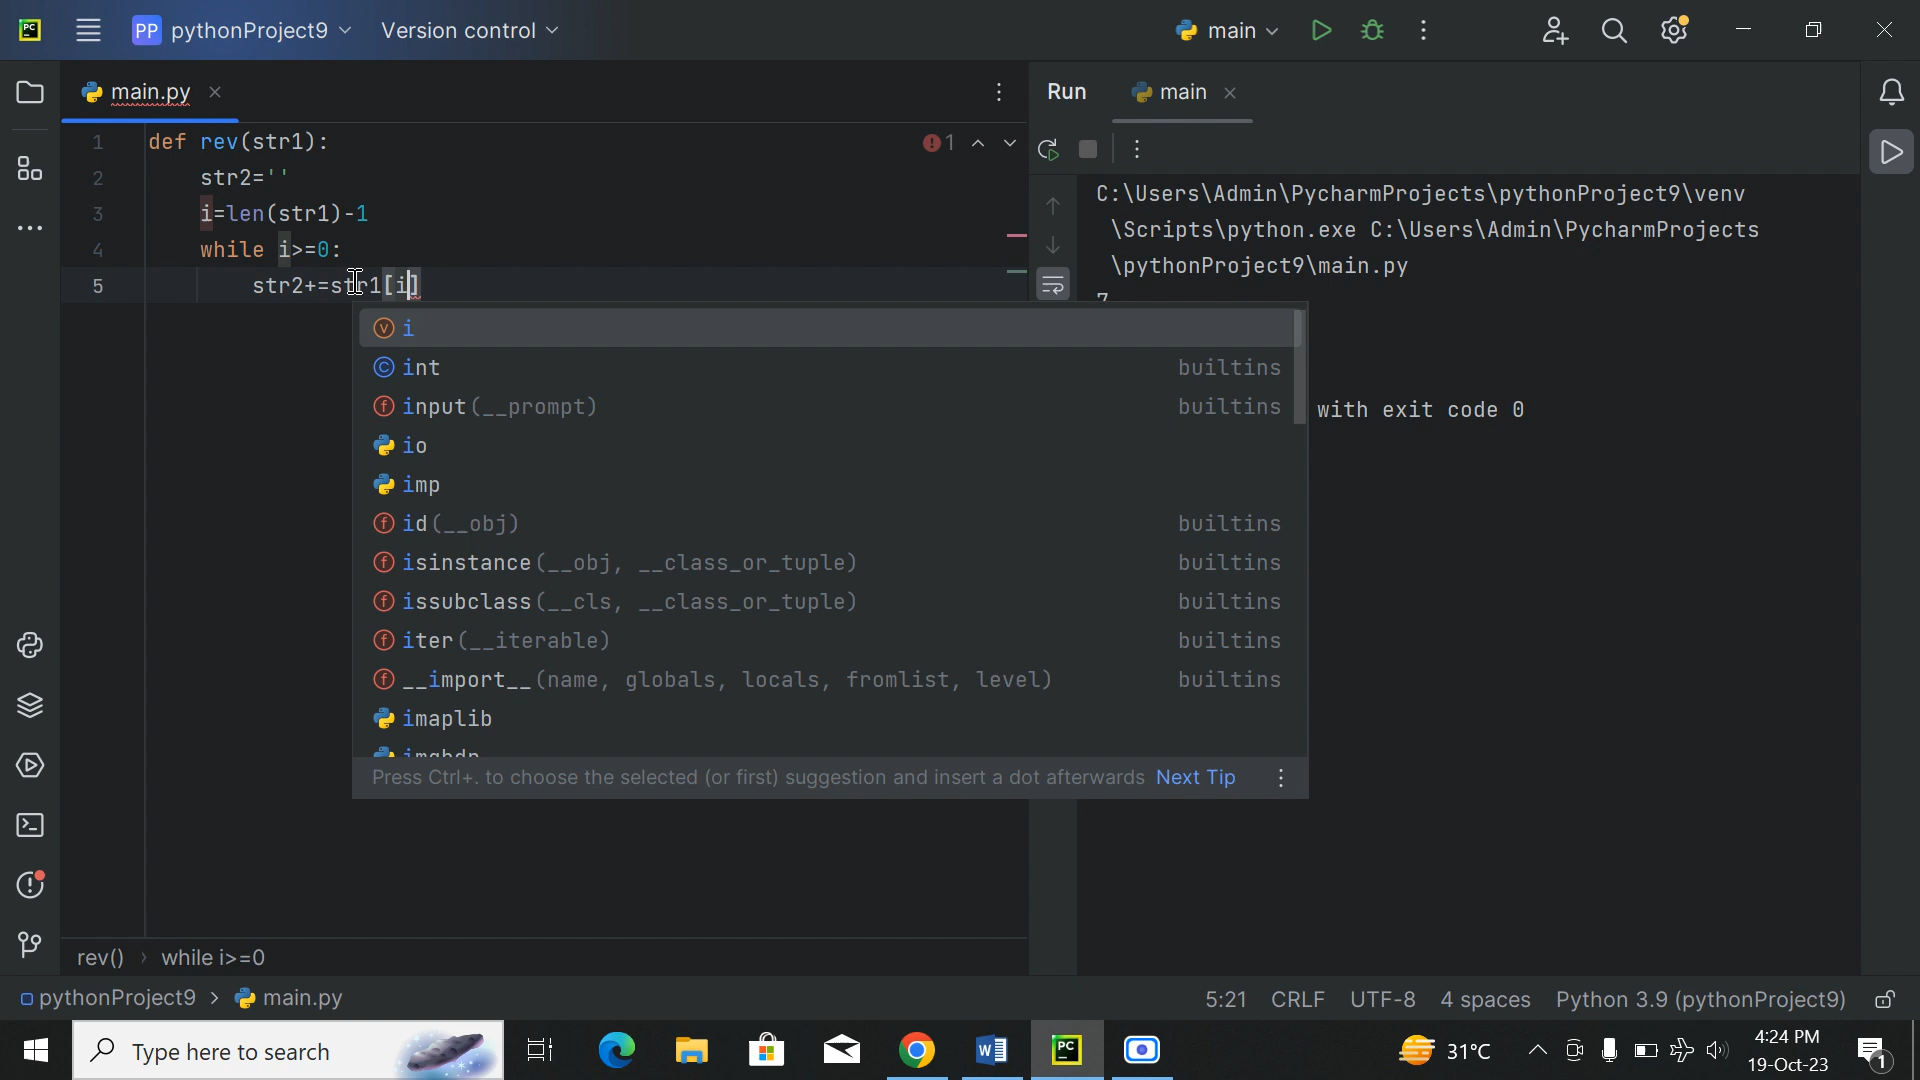 PC PP pythonProject9 Version control main
main.py
Run main
1 def rev(str1): 1
2 str2=''
3 i=len(str1)-1
4 while i>=0:
5 str2+=str1[i]
C:\Users\Admin\PycharmProjects\pythonProject9\venv
\Scripts\python.exe C:\Users\Admin\PycharmProjects
\pythonProject9\main.py
7
with exit code 0
V i
C int builtins
f input(__prompt) builtins
io
imp
f id(__obj) builtins
f isinstance(__obj, __class_or_tuple) builtins
f issubclass(__cls, __class_or_tuple) builtins
f iter(__iterable) builtins
f __import__(name, globals, locals, fromlist, level) builtins
imaplib
imghdr
Press Ctrl+. to choose the selected (or first) suggestion and insert a dot afterwards Next Tip
rev() › while i>=0
pythonProject9 › main.py
5:21 CRLF UTF-8 4 spaces Python 3.9 (pythonProject9)
Type here to search
W PC
31°C
4:24 PM
19-Oct-23
1